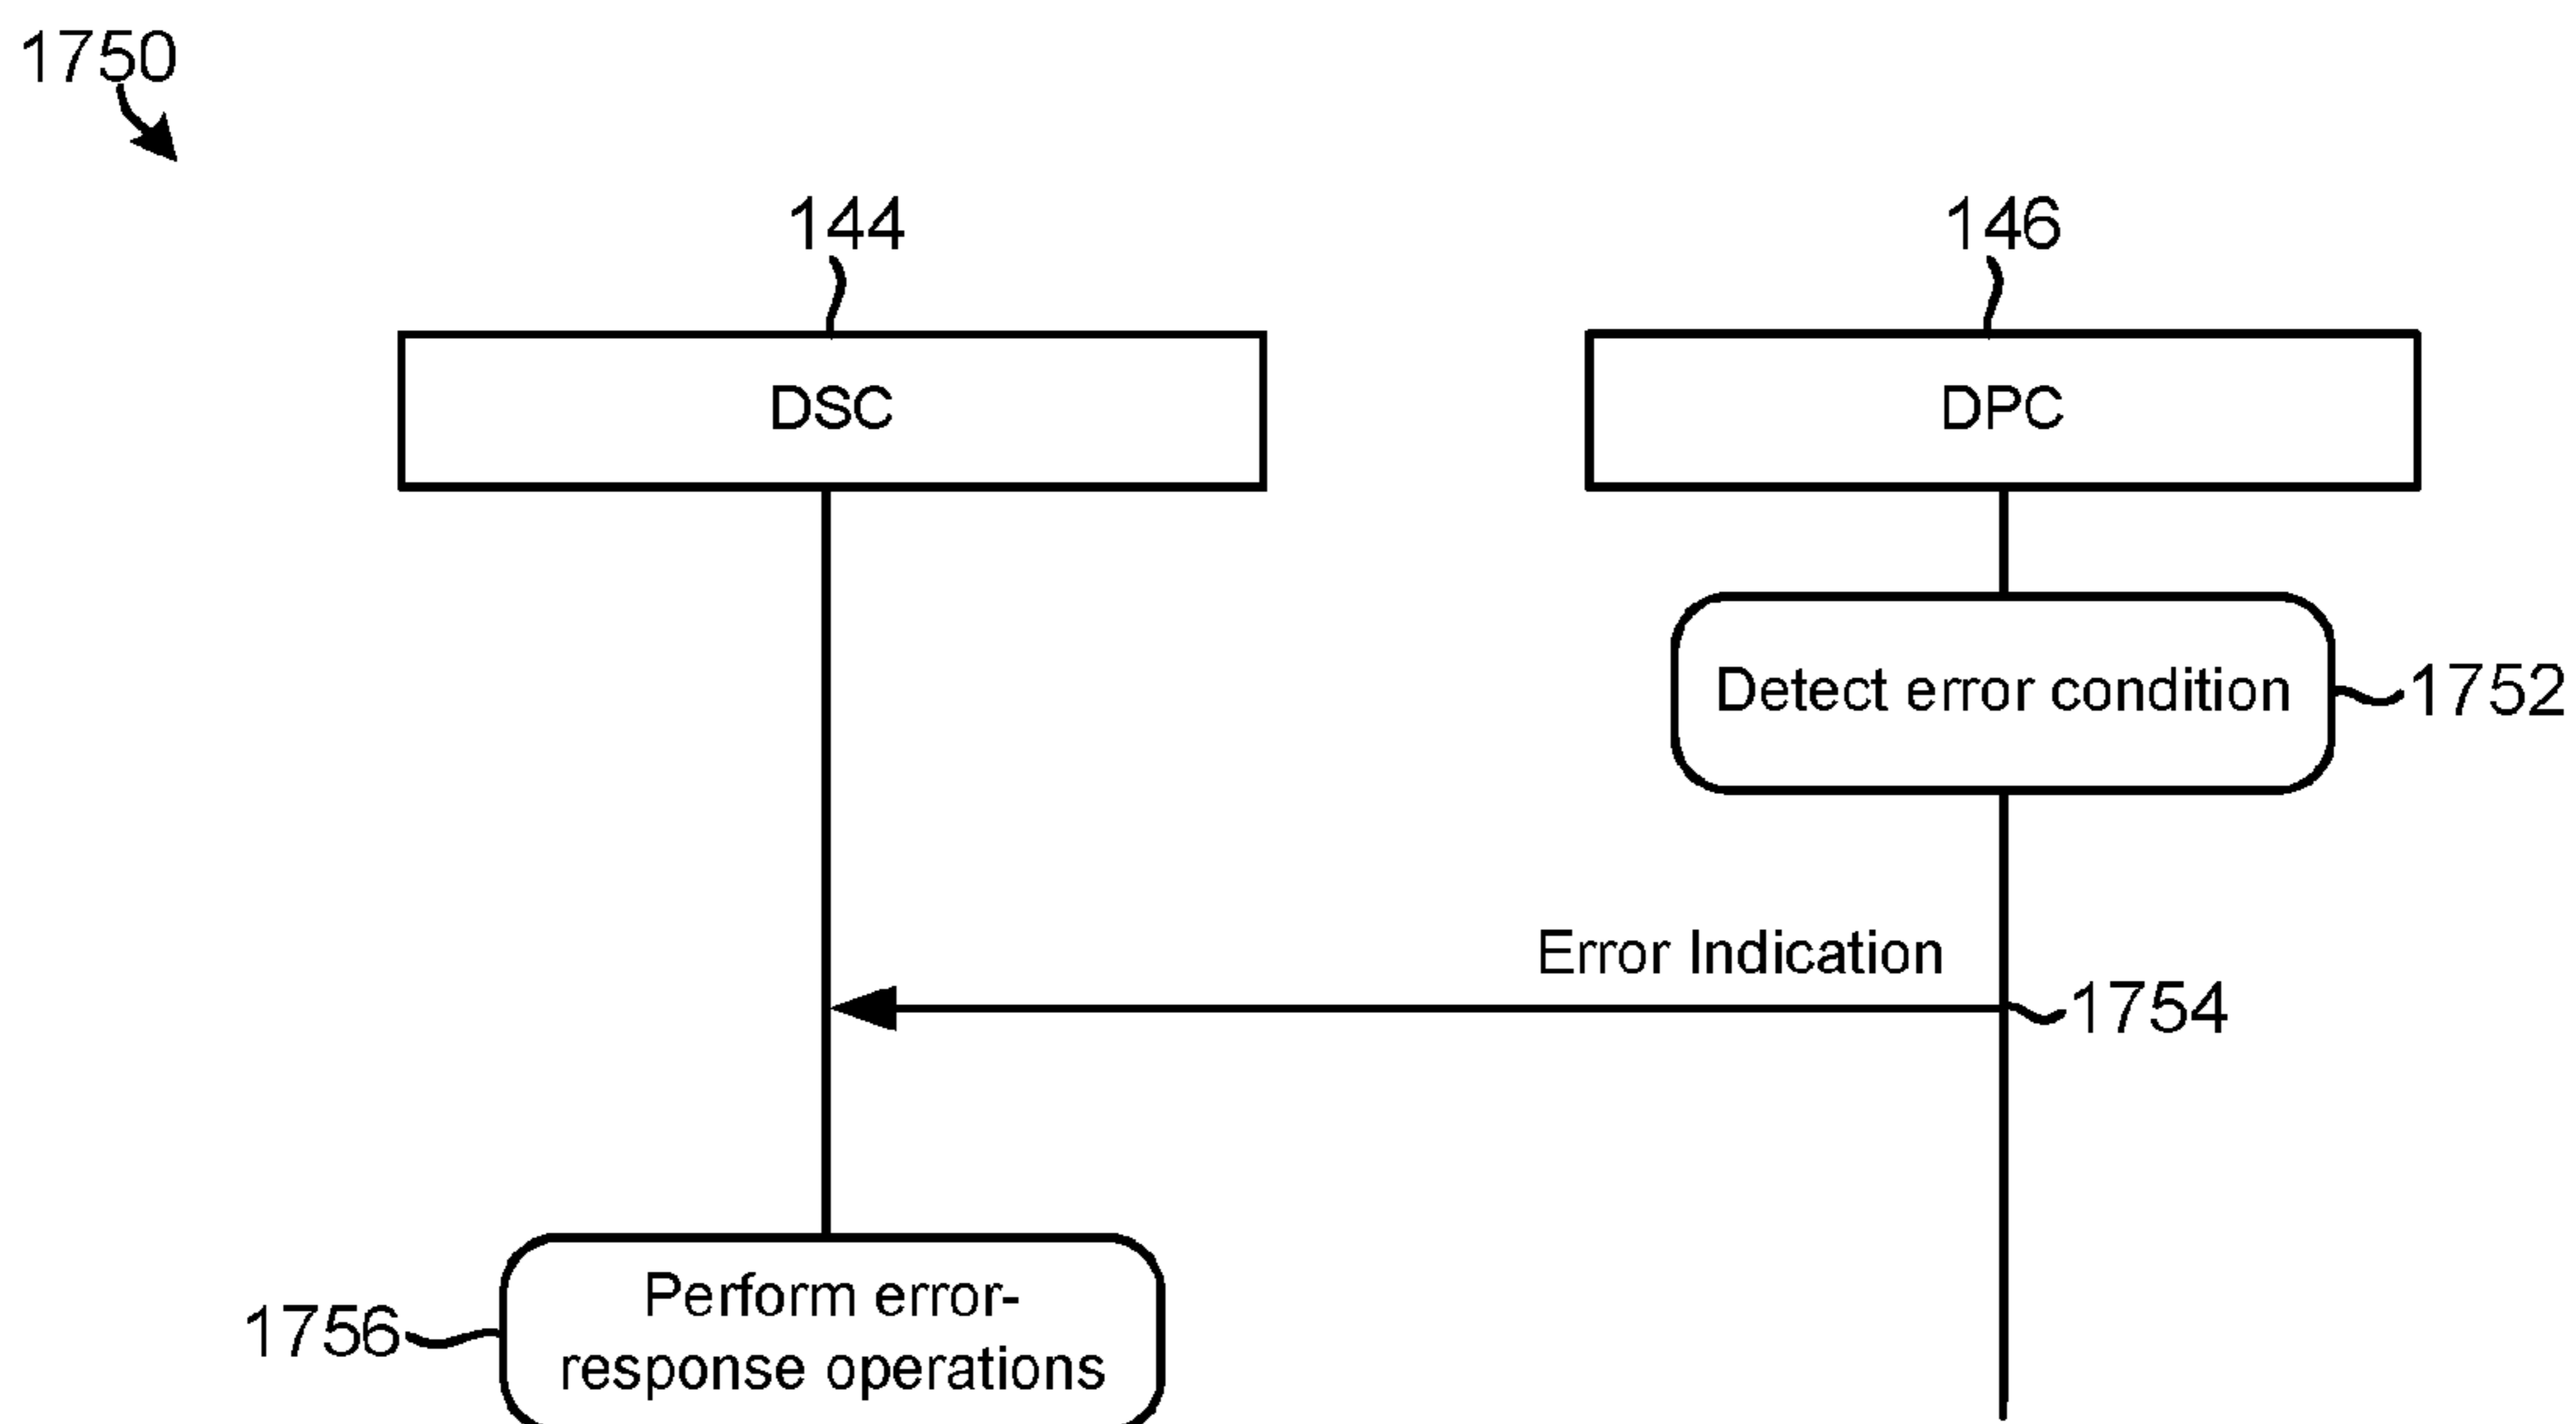 1750
144
146
DSC
DPC
Detect error condition
1752
Error Indication
1754
1756
Perform error-
response operations